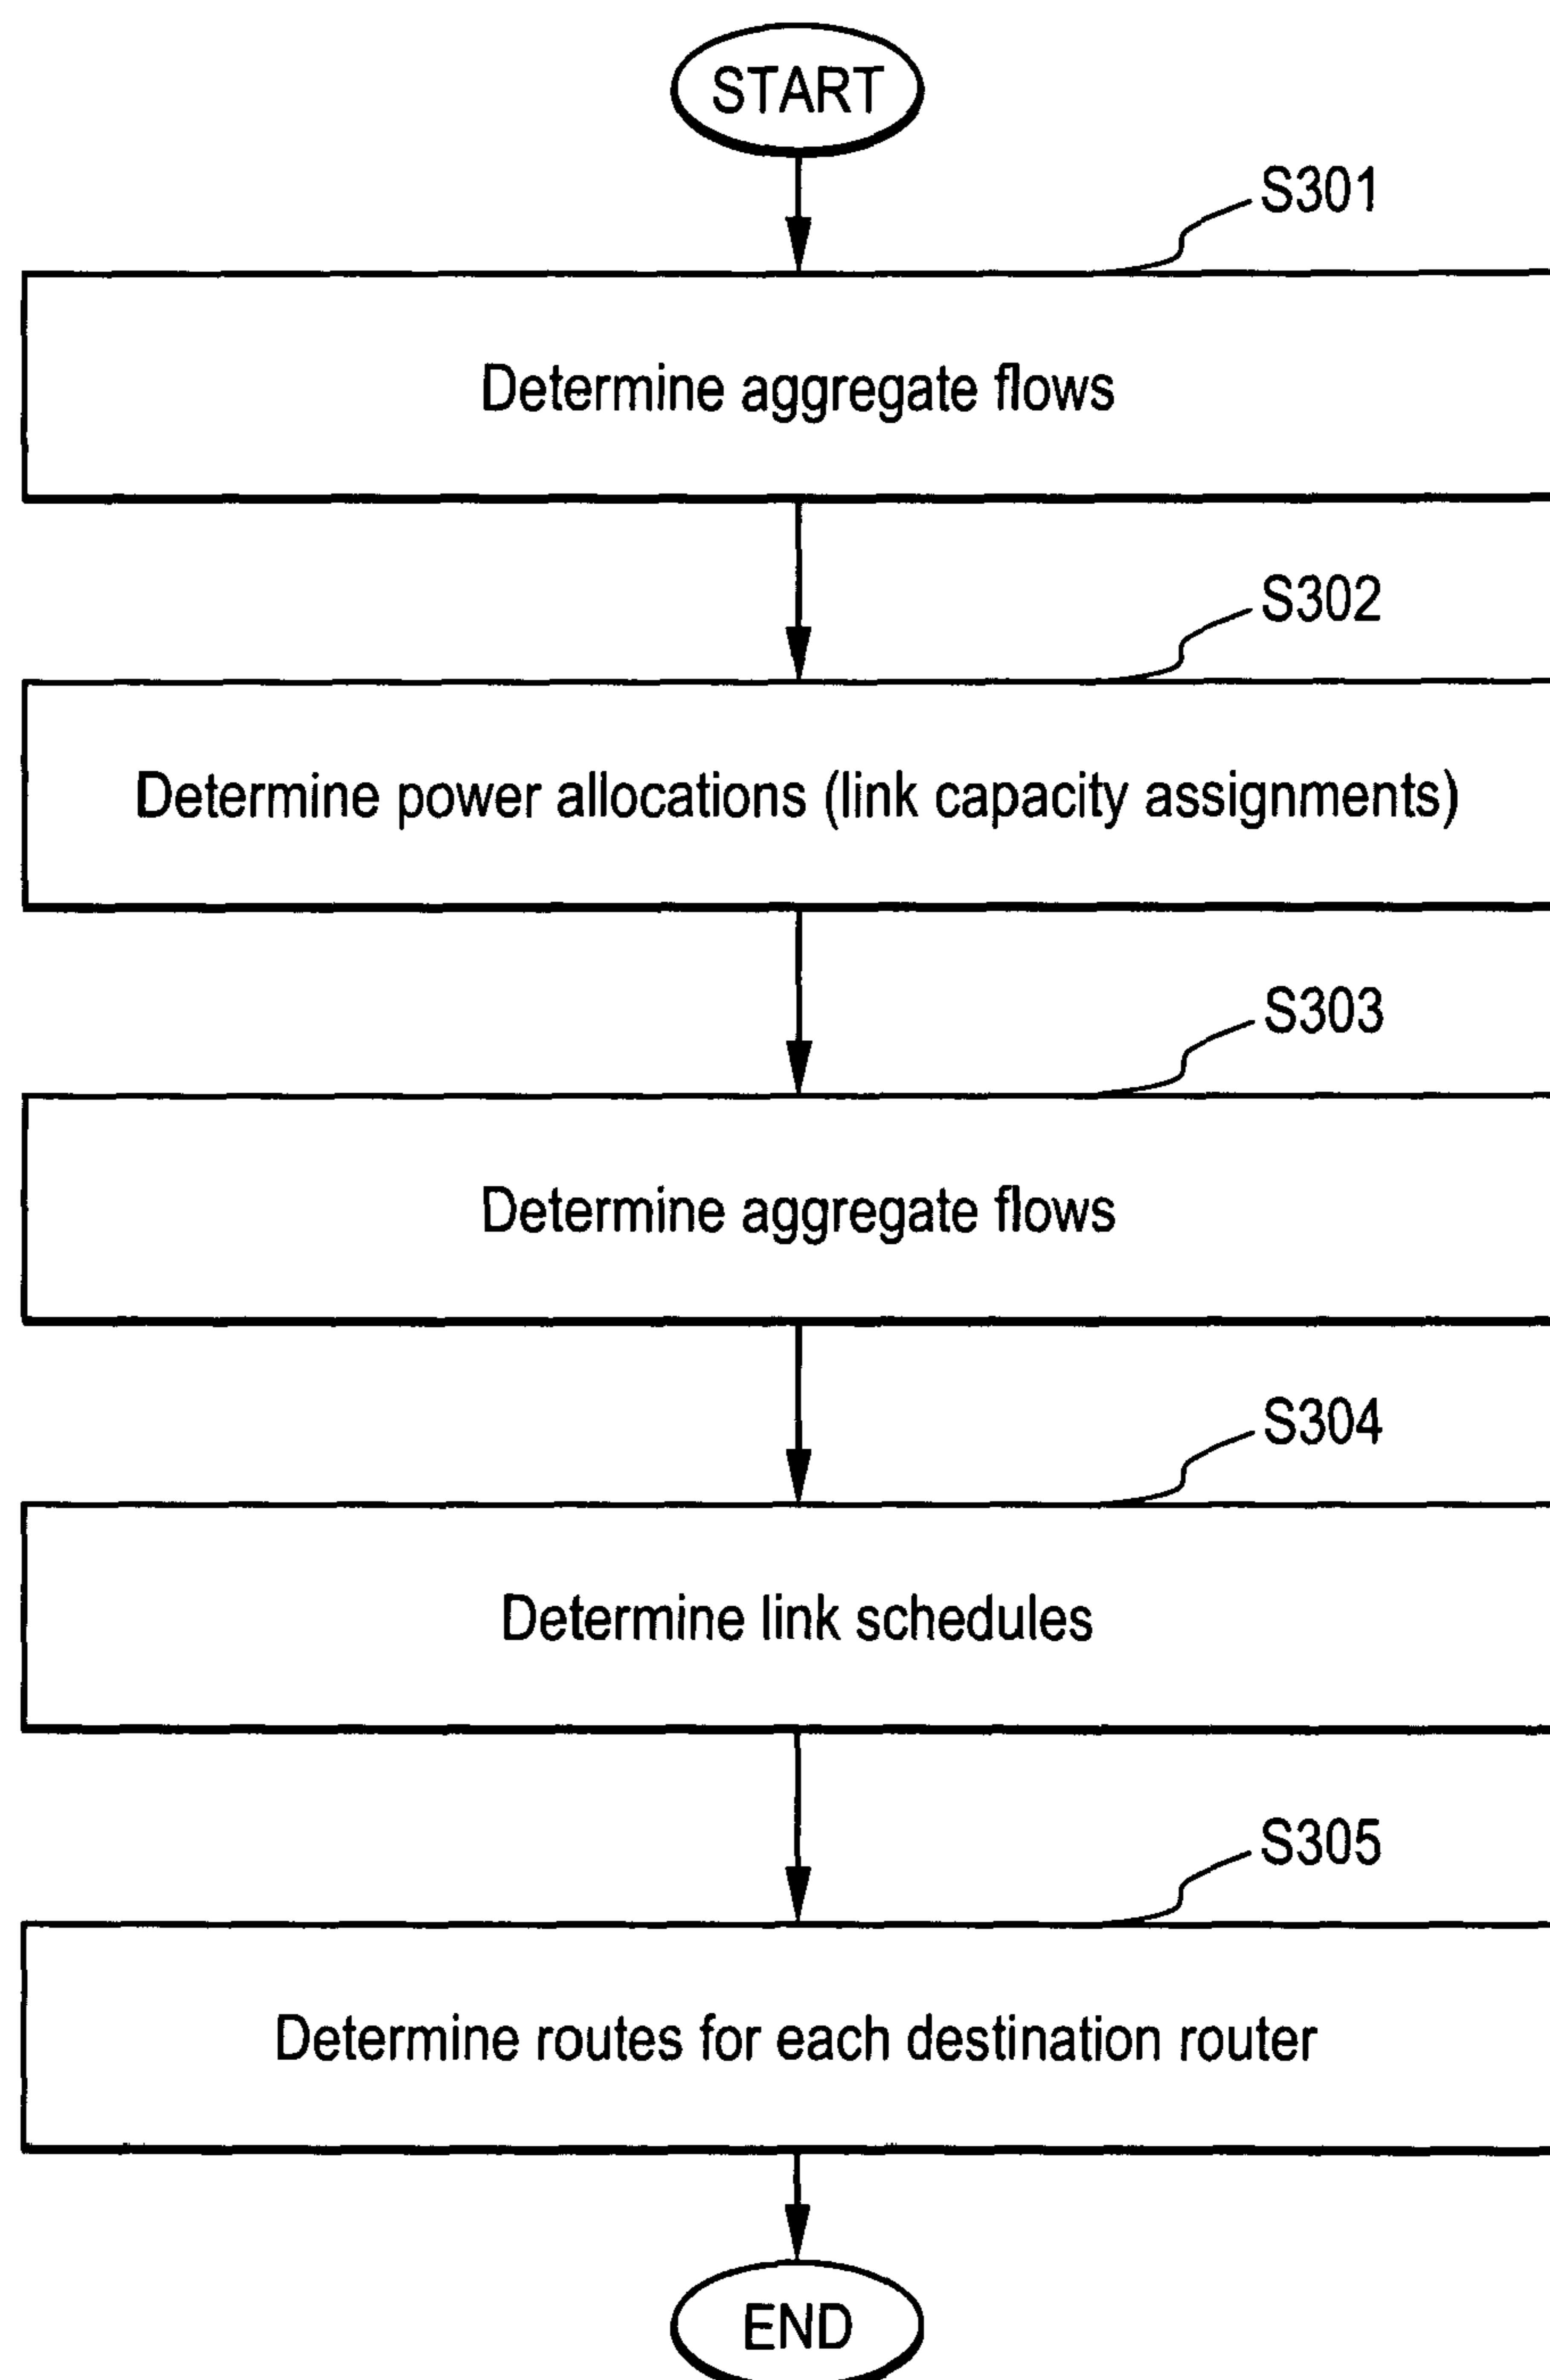 START
S301
Determine aggregate flows
S302
Determine power allocations (link capacity assignments)
S303
Determine aggregate flows
S304
Determine link schedules
S305
Determine routes for each destination router
END